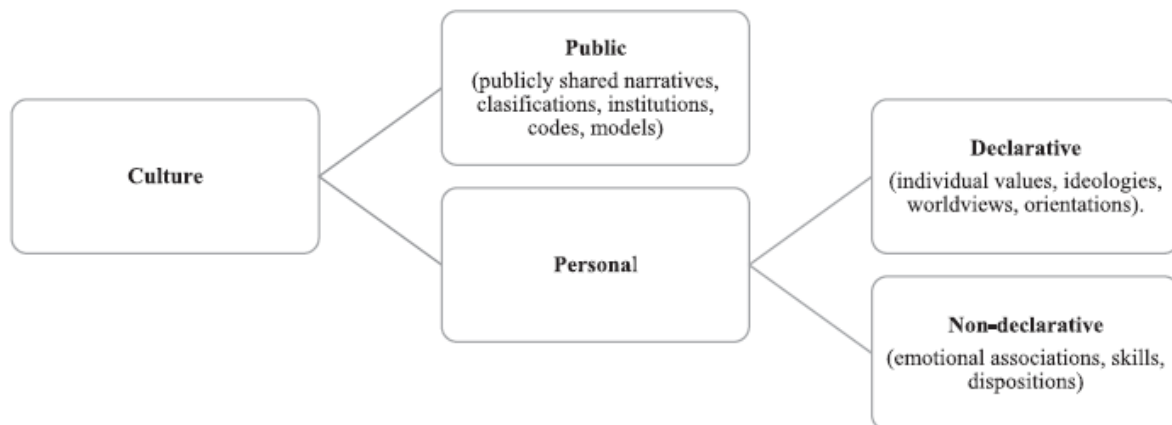 Public
(publicly shared narratives,
clasifications, institutions,
codes, models)
Culture
Personal
Declarative
(individual values, ideologies,
worldviews, orientations).
Non-declarative
(emotional associations, skills,
dispositions)